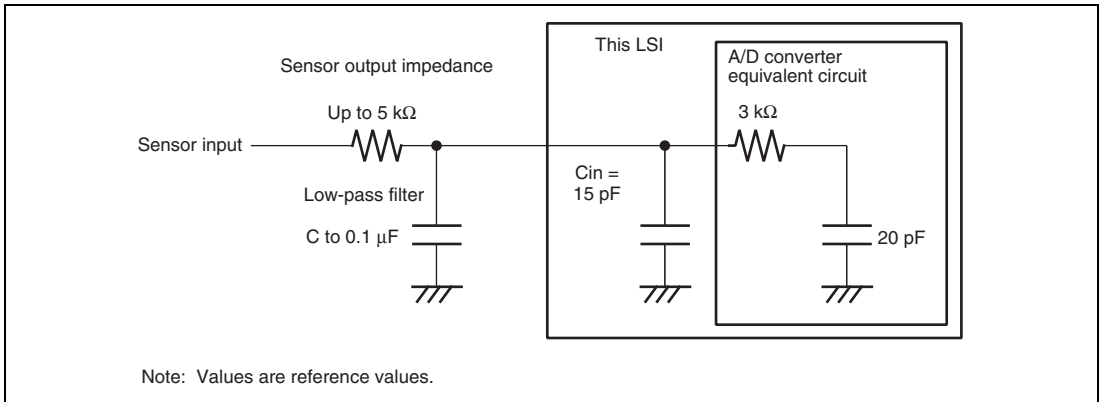 This LSI
A/D converter
equivalent circuit
Sensor output impedance
Up to 5 kΩ
3 kΩ
Sensor input
Cin =
15 pF
Low-pass filter
C to 0.1 μF
20 pF
Note: Values are reference values.